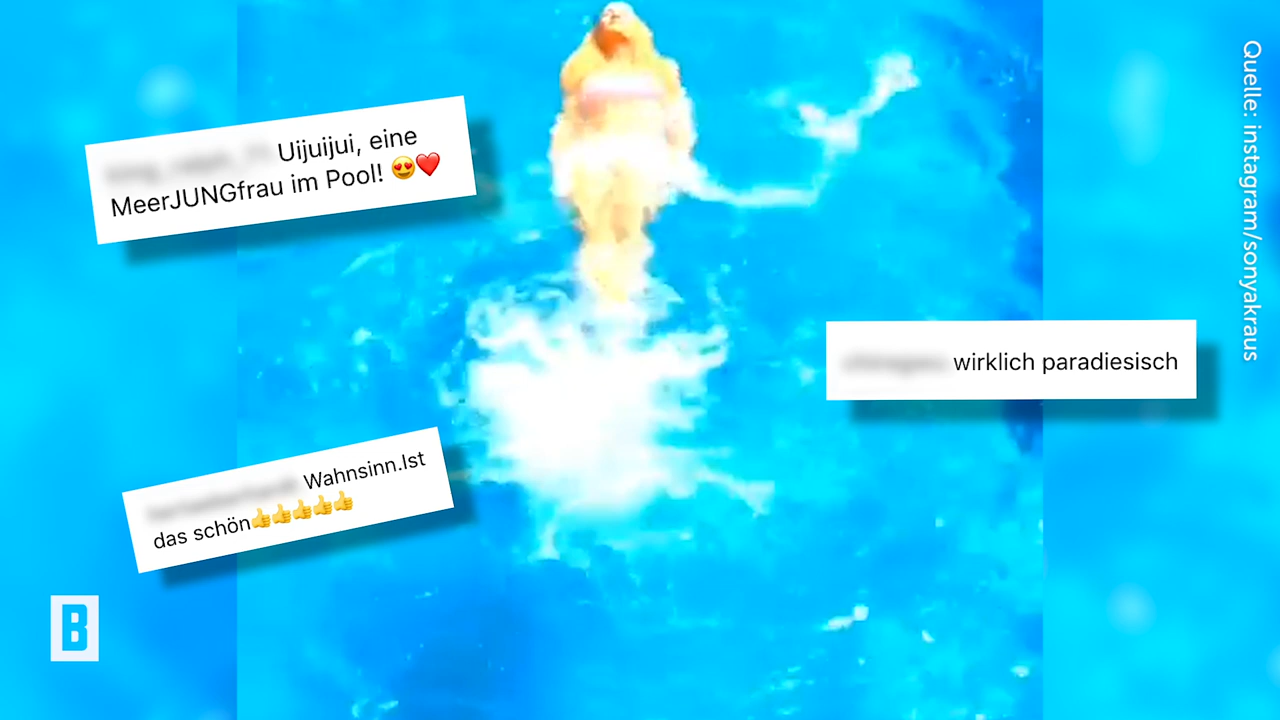 Uijuijui, eine
MeerJUNGfrau im Pool! 😍❤️
wirklich paradiesisch
Wahnsinn.Ist
das schön👍👍👍👍👍
B
Quelle: instagram/sonyakraus